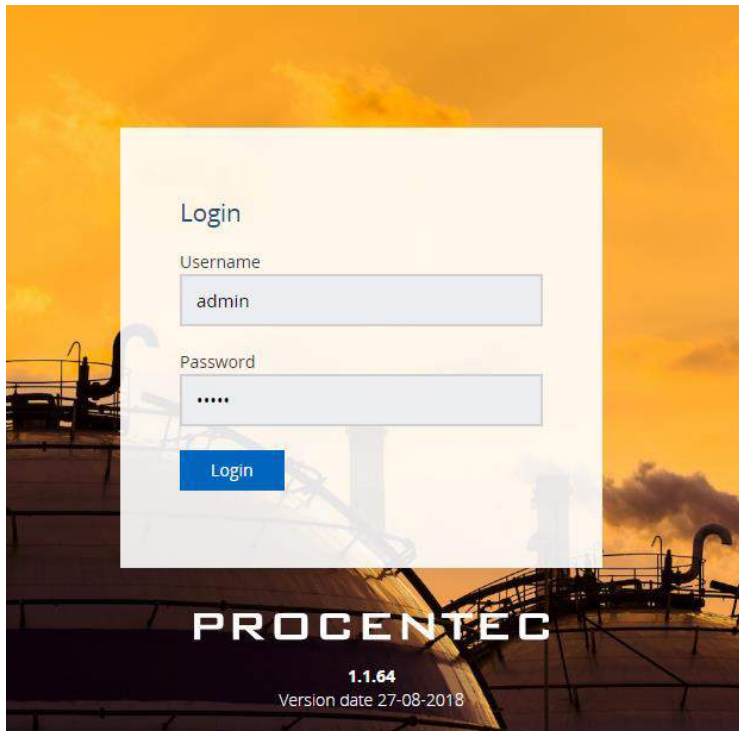 Login
Username
admin
Password
•••••
Login
PROCENTEC
1.1.64
Version date 27-08-2018